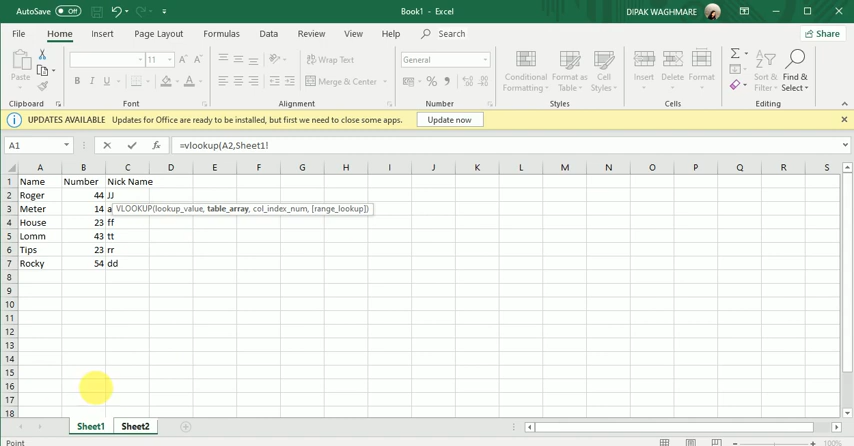 AutoSave Off Book1 - Excel DIPAK WAGHMARE
File Home Insert Page Layout Formulas Data Review View Help Search Share
Paste 11 A A Wrap Text General Conditional Formatting Format as Table Cell Styles Insert Delete Format Sort & Filter Find & Select
B I U A Merge & Center % ,
Clipboard Font Alignment Number Styles Cells Editing
UPDATES AVAILABLE Updates for Office are ready to be installed, but first we need to close some apps. Update now
A1 fx =vlookup(A2,Sheet1!
A B C D E F G H I J K L M N O P Q R S
1 Name Number Nick Name
2 Roger 44 JJ
3 Meter 14 a VLOOKUP(lookup_value, table_array, col_index_num, [range_lookup])
4 House 23 ff
5 Lomm 43 tt
6 Tips 23 rr
7 Rocky 54 dd
8
9
10
11
12
13
14
15
16
17
18
Sheet1 Sheet2
Point 100%